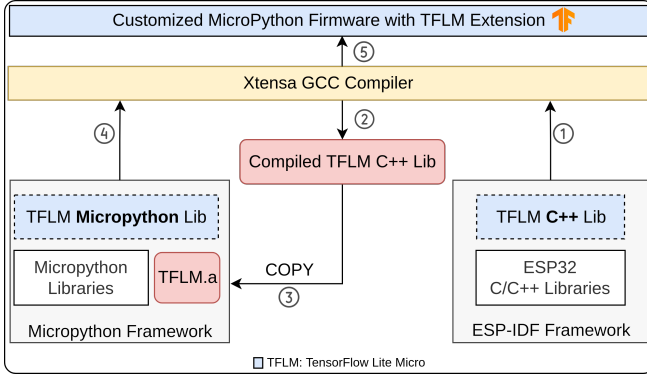 Customized MicroPython Firmware with TFLM Extension
⑤
Xtensa GCC Compiler
④
②
①
Compiled TFLM C++ Lib
TFLM Micropython Lib
Micropython
Libraries
TFLM.a
Micropython Framework
COPY
③
TFLM C++ Lib
ESP32
C/C++ Libraries
ESP-IDF Framework
TFLM: TensorFlow Lite Micro